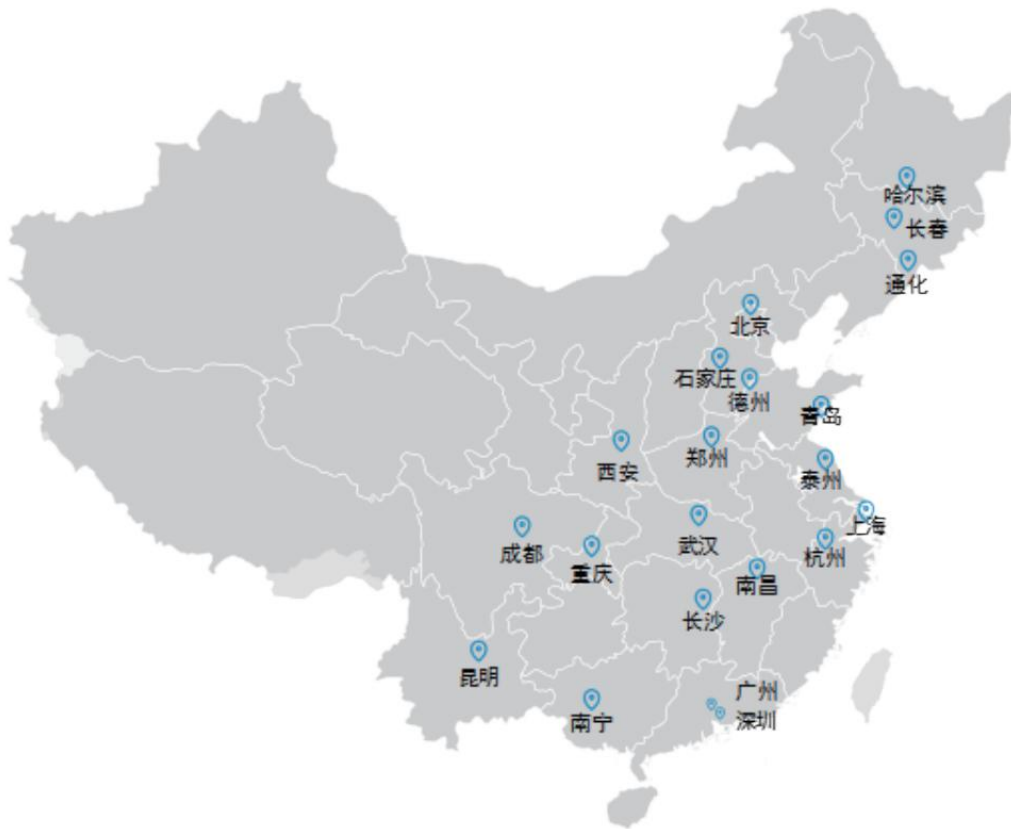 哈尔滨
长春
通化
北京
石家庄
德州
青岛
郑州
西安
泰州
上海
武汉
成都
杭州
重庆
南昌
长沙
昆明
广州
南宁
深圳